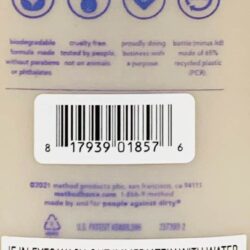 biodegradable cruelty free proudly doing bottle (minus lid)
formula made tested by people, business with made of 65%
without parabens not on animals a purpose recycled plastic
or phthalates (PCR).
8 17939 01857 6
©2021 method products pbc, san francisco, ca 94111
methodhome.com 1-866-9-method
made by and for people against dirty®
U.S. PATENT